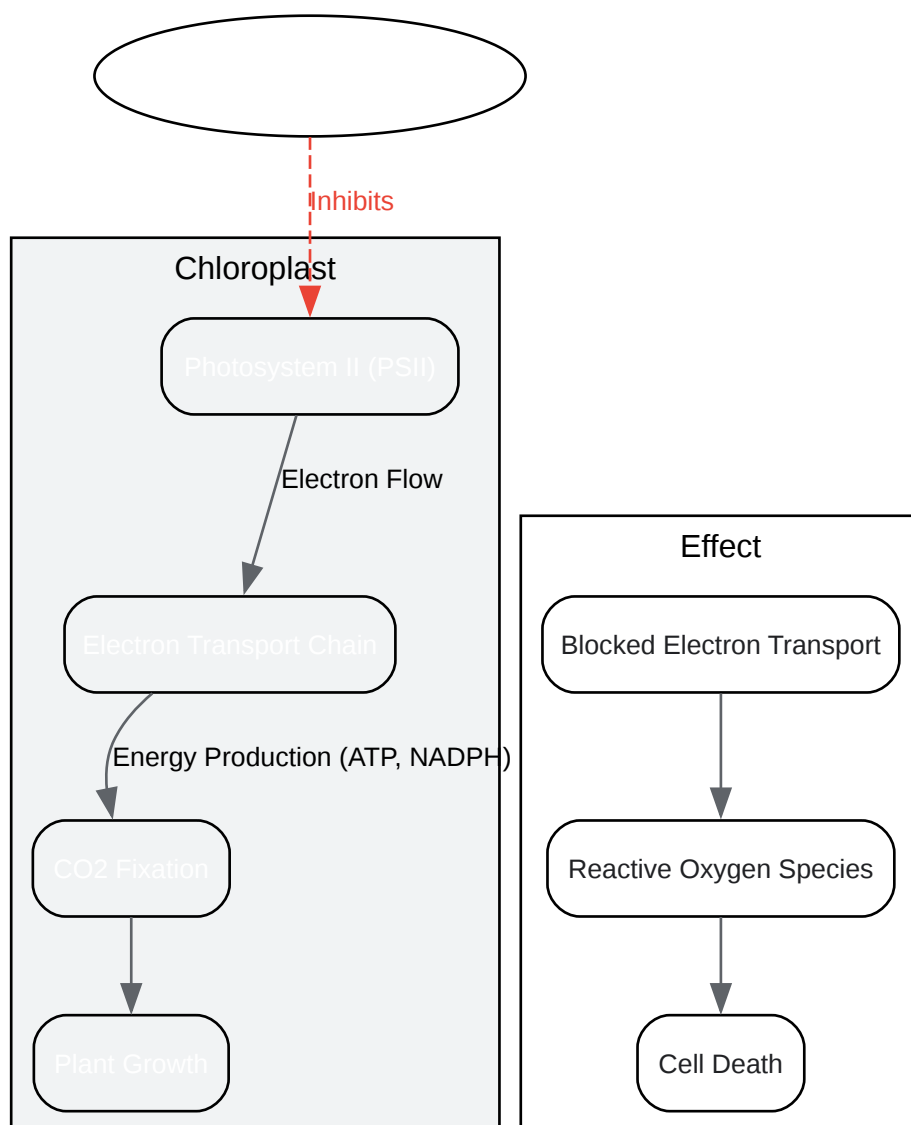 Inhibits
Chloroplast
Photosystem II (PSII)
Electron Flow
Electron Transport Chain
Energy Production (ATP, NADPH)
CO2 Fixation
Plant Growth
Effect
Blocked Electron Transport
Reactive Oxygen Species
Cell Death